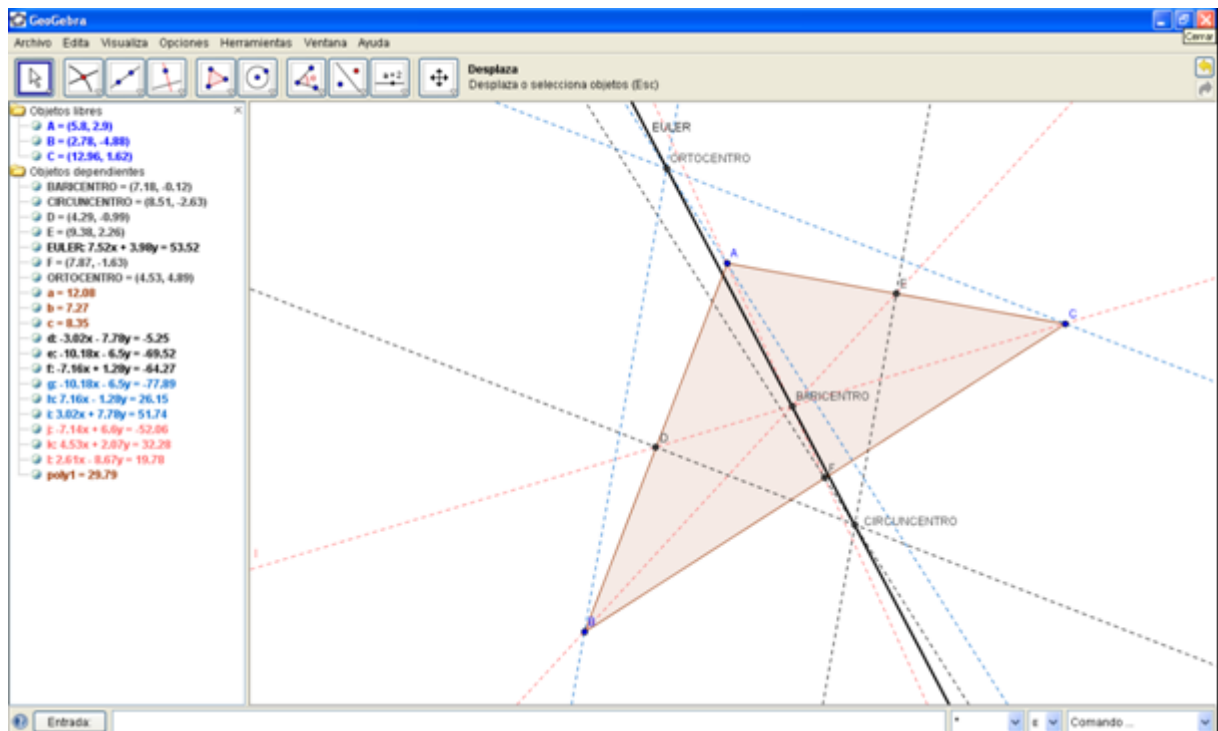 GeoGebra
Cerrar
Archivo Edita Visualiza Opciones Herramientas Ventana Ayuda
a=2
Desplaza
Desplaza o selecciona objetos (Esc)
Objetos libres
A = (5.8, 2.9)
B = (2.78, -4.88)
C = (12.96, 1.62)
Objetos dependientes
BARICENTRO = (7.18, -0.12)
CIRCUNCENTRO = (8.51, -2.63)
D = (4.29, -0.99)
E = (9.38, 2.26)
EULER: 7.52x + 3.98y = 53.52
F = (7.87, -1.63)
ORTOCENTRO = (4.53, 4.89)
a = 12.08
b = 7.27
c = 8.35
d: -3.02x - 7.78y = -5.25
e: -10.18x - 6.5y = -69.52
f: -7.16x + 1.28y = -64.27
g: -10.18x - 6.5y = -77.89
h: 7.16x - 1.28y = 26.15
i: 3.02x + 7.78y = 51.74
j: -7.14x + 6.6y = -52.06
k: 4.53x + 2.07y = 32.28
l: 2.61x - 8.67y = 19.78
poly1 = 29.79
EULER
ORTOCENTRO
A
E
C
BARICENTRO
D
F
CIRCUNCENTRO
l
B
Entrada:
Comando ...